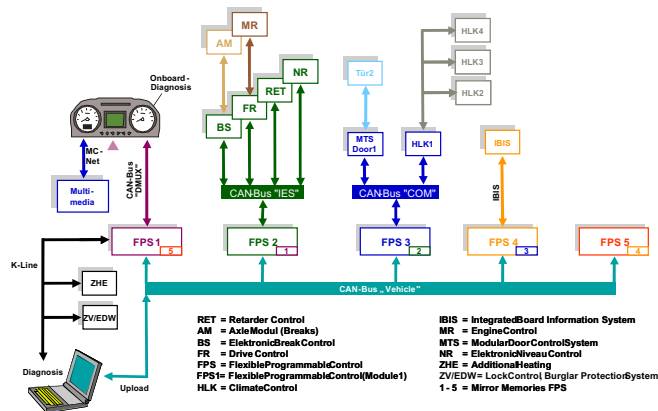 MR
AM
NR
RET
FR
BS
HLK4
HLK3
HLK2
Tür2
MTS
Door1
HLK1
IBIS
Onboard-
Diagnosis
MC-
Net
CAN-Bus
"DMUX"
Multi-
media
CAN-Bus "IES"
CAN-Bus "COM"
IBIS
FPS 1
5
FPS 2
1
FPS 3
2
FPS 4
3
FPS 5
4
K-Line
CAN-Bus „Vehicle"
ZHE
ZV/EDW
Diagnosis
Upload
RET = Retarder Control
AM = AxleModul (Breaks)
BS = ElektronicBreakControl
FR = Drive Control
FPS = FlexibleProgrammableControl
FPS1= FlexibleProgrammableControl(Module1)
HLK = ClimateControl
IBIS = IntegratedBoard Information System
MR = EngineControl
MTS = ModularDoorControlSystem
NR = ElektronicNiveauControl
ZHE = AdditionalHeating
ZV/EDW = LockControl, Burglar ProtectionSystem
1 - 5 = Mirror Memories FPS